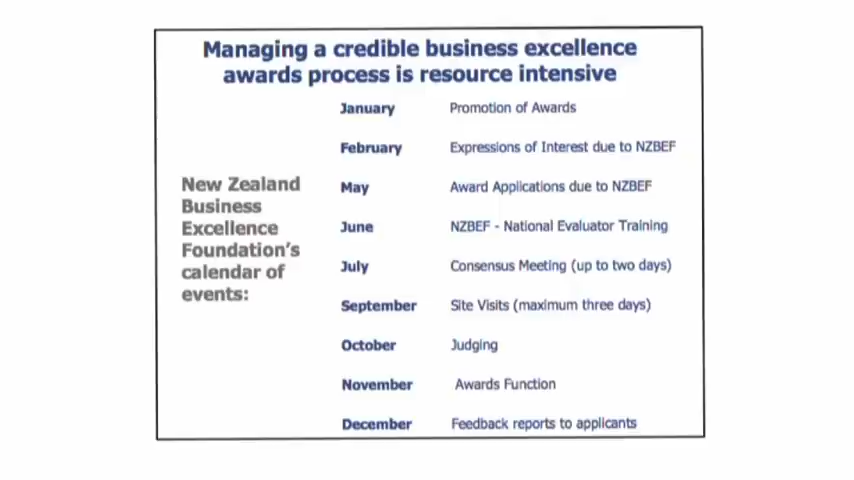 Managing a credible business excellence
awards process is resource intensive
New Zealand
Business
Excellence
Foundation's
calendar of
events:
January Promotion of Awards
February Expressions of Interest due to NZBEF
May Award Applications due to NZBEF
June NZBEF - National Evaluator Training
July Consensus Meeting (up to two days)
September Site Visits (maximum three days)
October Judging
November Awards Function
December Feedback reports to applicants